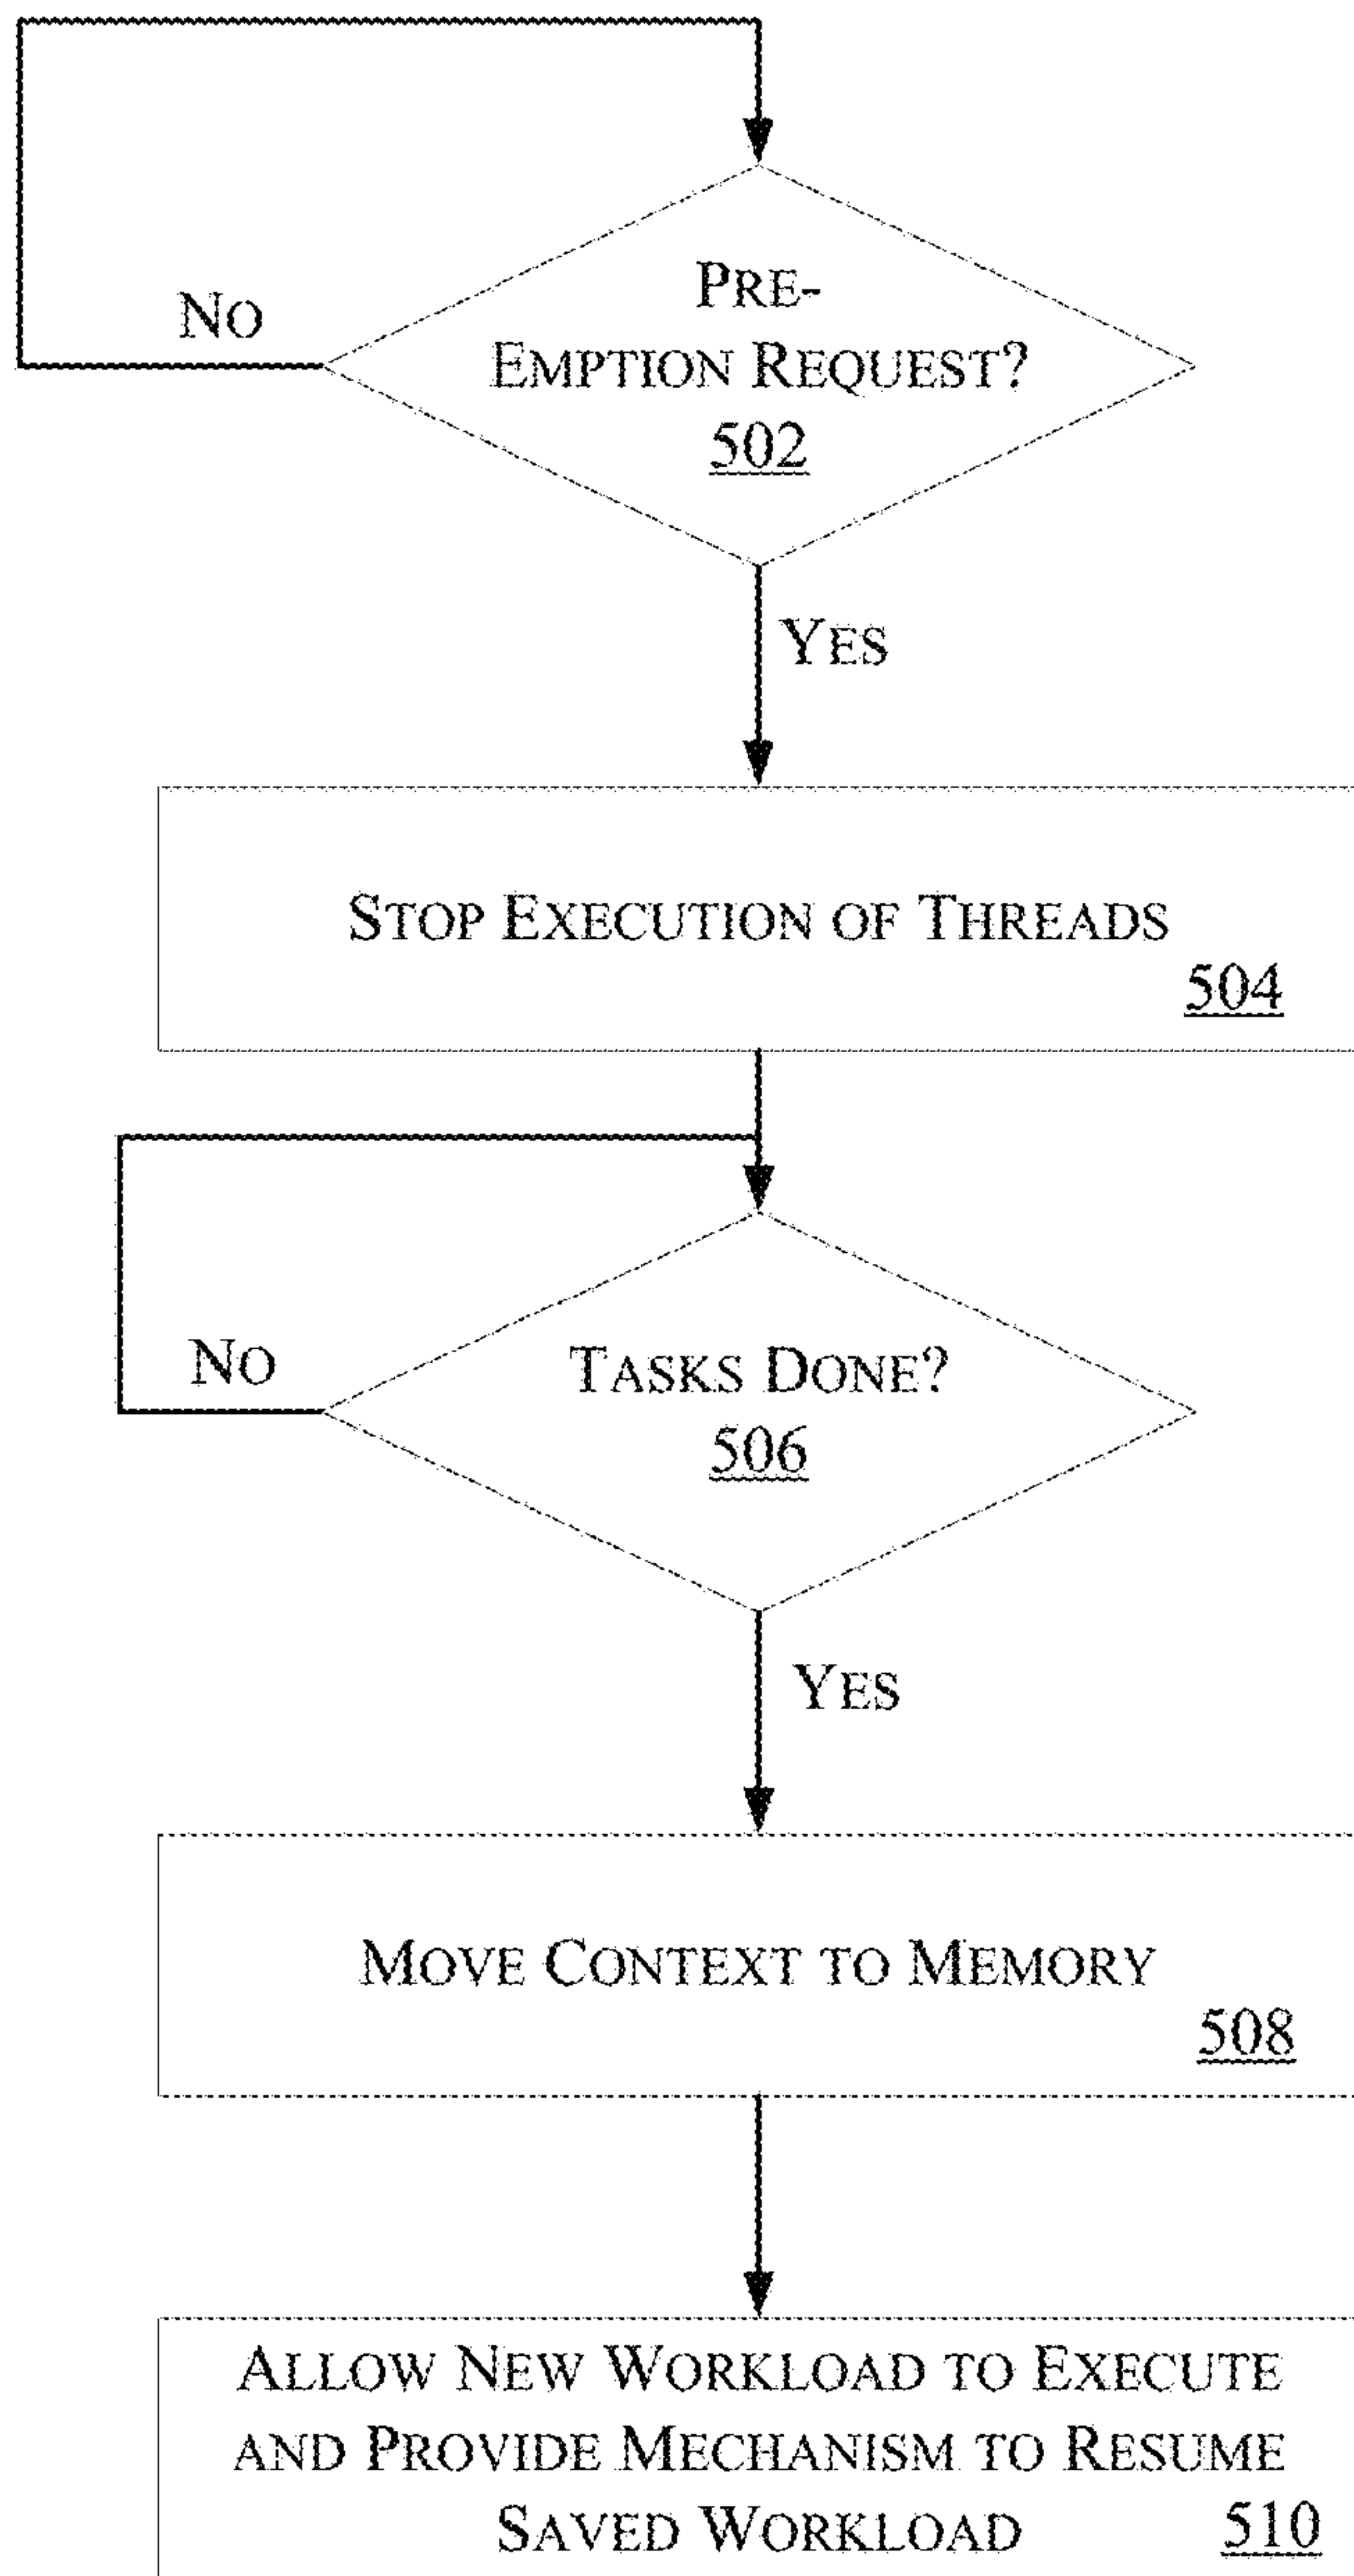 PRE-
NO
EMPTION REQUEST?
502
YES
STOP EXECUTION OF THREADS
504
NO
TASKS DONE?
506
YES
MOVE CONTEXT TO MEMORY
508
ALLOW NEW WORKLOAD TO EXECUTE
AND PROVIDE MECHANISM TO RESUME
SAVED WORKLOAD 510